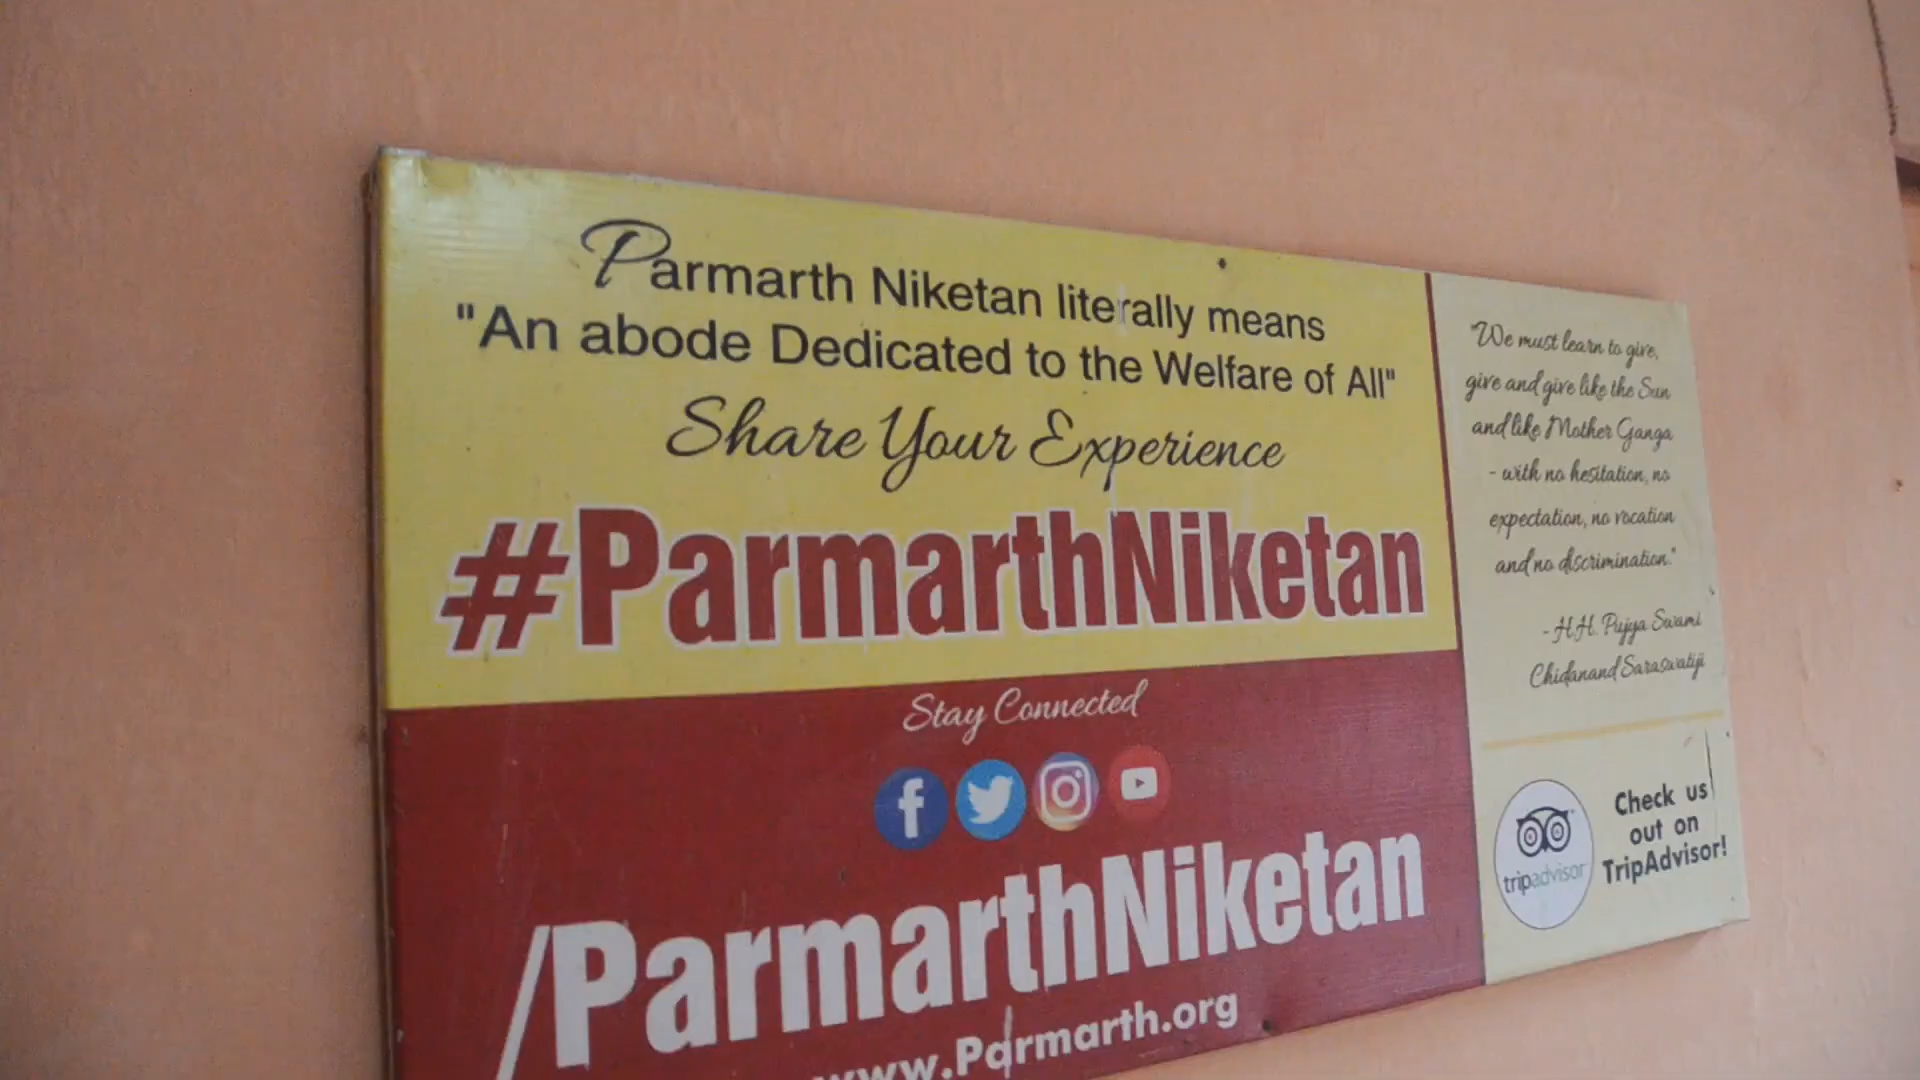 Parmarth Niketan literally means
"An abode Dedicated to the Welfare of All"
Share Your Experience
#ParmarthNiketan
Stay Connected
/ParmarthNiketan
www.Parmarth.org
"We must learn to give,
give and give like the Sun
and like Mother Ganga
- with no hesitation, no
expectation, no vocation
and no discrimination."
- H.H. Pujya Swami
Chidanand Saraswatiji
tripadvisor
Check us
out on
TripAdvisor!